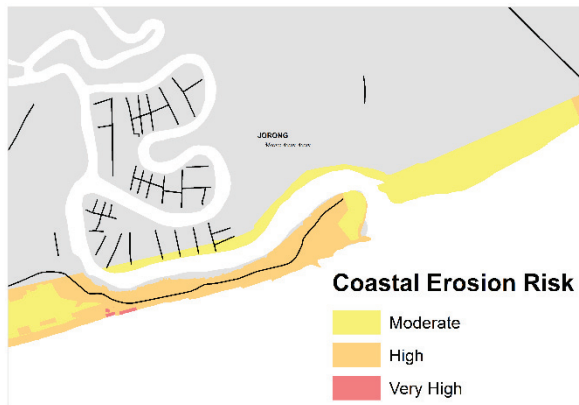 JORONG
Coastal Erosion Risk
Moderate
High
Very High